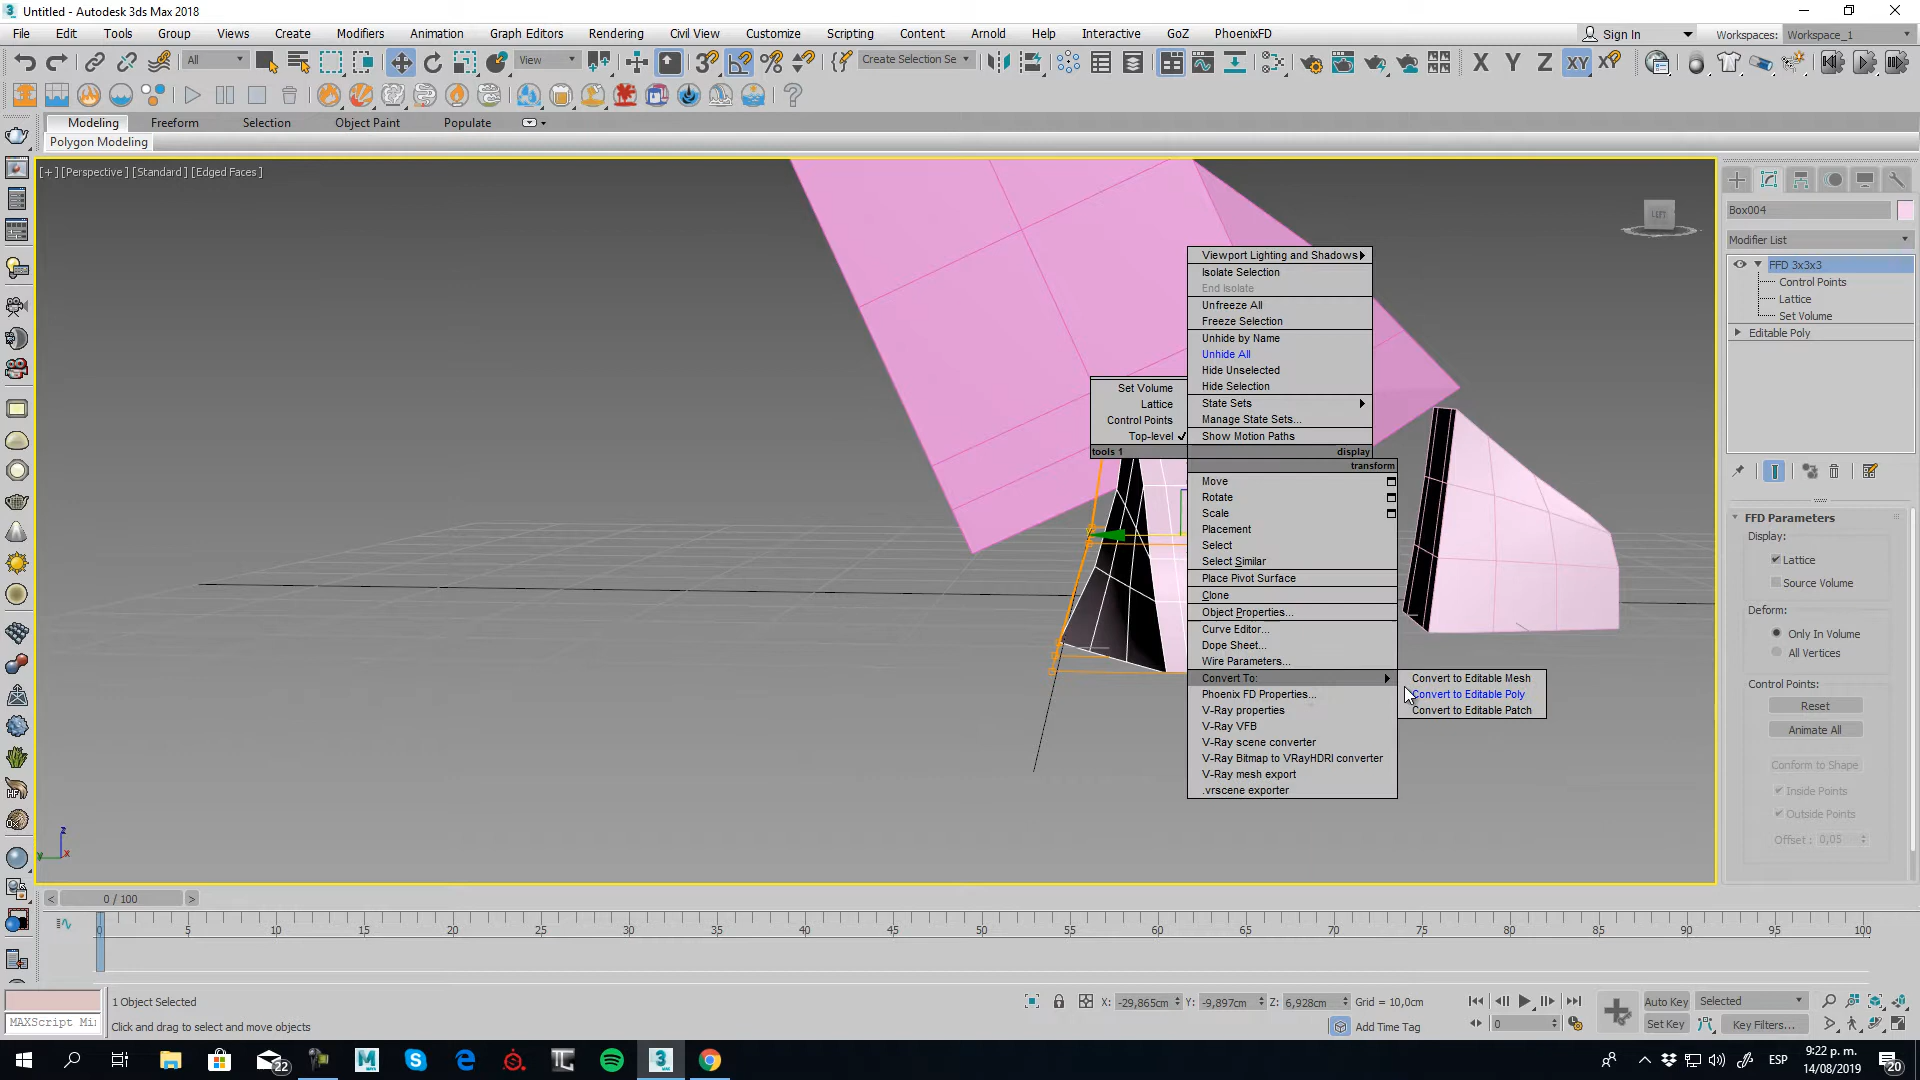 Untitled - Autodesk 3ds Max 2018
File Edit Tools Group Views Create Modifiers Animation Graph Editors Rendering Civil View Customize Scripting Content Arnold Help Interactive GoZ PhoenixFD Sign In Workspaces: Workspace_1
All View Create Selection Se X Y Z XY XY
Modeling Freeform Selection Object Paint Populate
Polygon Modeling
[+] [Perspective ] [Standard ] [Edged Faces ]
LEFT
Box004
Modifier List
FFD 3x3x3
Control Points
Lattice
Set Volume
Editable Poly
FFD Parameters
Display:
Lattice
Source Volume
Deform:
Only In Volume
All Vertices
Control Points:
Reset
Animate All
Conform to Shape
Inside Points
Outside Points
Offset : 0,05
Viewport Lighting and Shadows
Isolate Selection
End Isolate
Unfreeze All
Freeze Selection
Unhide by Name
Unhide All
Hide Unselected
Hide Selection
State Sets
Manage State Sets...
Show Motion Paths
display
Set Volume
Lattice
Control Points
Top-level
tools 1
transform
Move
Rotate
Scale
Placement
Select
Select Similar
Place Pivot Surface
Clone
Object Properties...
Curve Editor...
Dope Sheet...
Wire Parameters...
Convert To:
Phoenix FD Properties...
V-Ray properties
V-Ray VFB
V-Ray scene converter
V-Ray Bitmap to VRayHDRI converter
V-Ray mesh export
.vrscene exporter
Convert to Editable Mesh
Convert to Editable Poly
Convert to Editable Patch
z
y
x
< 0 / 100 >
0 5 10 15 20 25 30 35 40 45 50 55 60 65 70 75 80 85 90 95 100
1 Object Selected X: -29,865cm Y: -9,897cm Z: 6,928cm Grid = 10,0cm Auto Key Selected
MAXScript Mi Click and drag to select and move objects Add Time Tag 0 Set Key Key Filters...
22 ESP 9:22 p. m.
14/08/2019 20